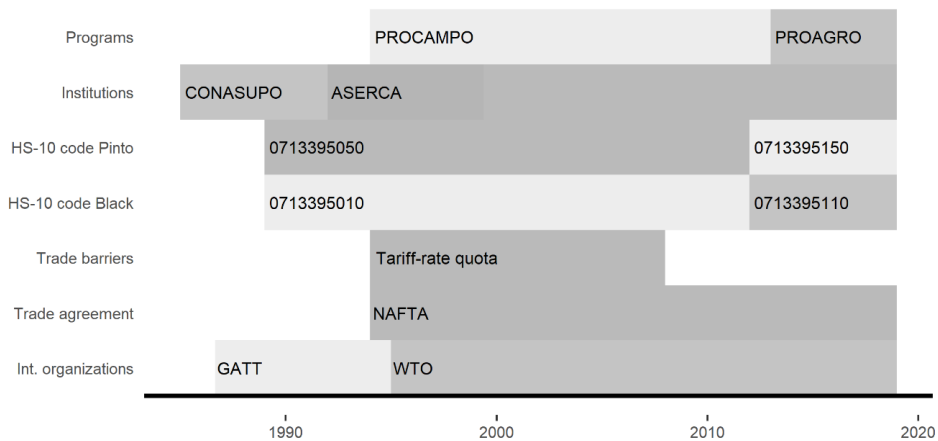 Programs PROCAMPO PROAGRO
Institutions CONASUPO ASERCA
HS-10 code Pinto 0713395050 0713395150
HS-10 code Black 0713395010 0713395110
Trade barriers Tariff-rate quota
Trade agreement NAFTA
Int. organizations GATT WTO
1990 2000 2010 2020